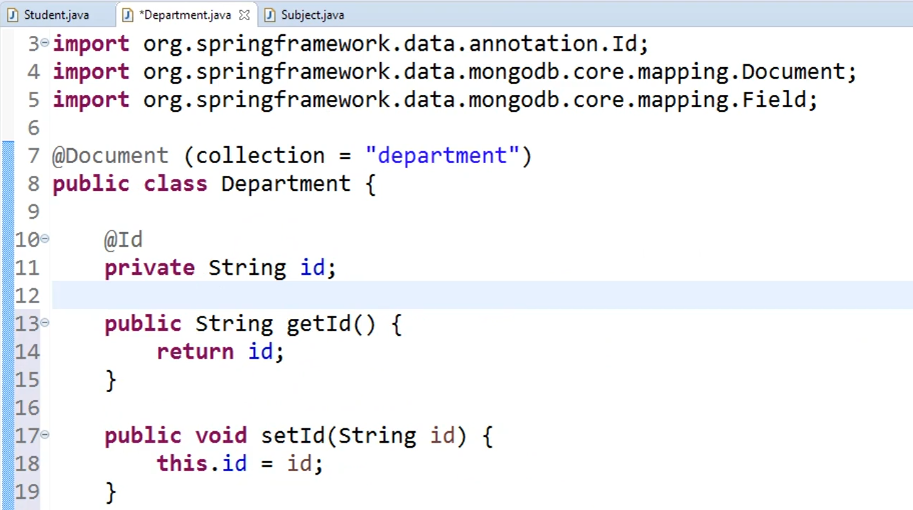 Student.java *Department.java Subject.java
3 import org.springframework.data.annotation.Id;
4 import org.springframework.data.mongodb.core.mapping.Document;
5 import org.springframework.data.mongodb.core.mapping.Field;
6
7 @Document (collection = "department")
8 public class Department {
9
10 @Id
11 private String id;
12
13 public String getId() {
14 return id;
15 }
16
17 public void setId(String id) {
18 this.id = id;
19 }